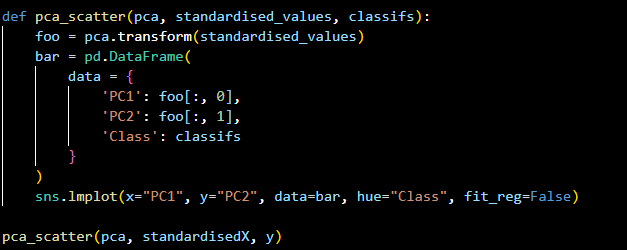 def pca_scatter(pca, standardised_values, classifs):
    foo = pca.transform(standardised_values)
    bar = pd.DataFrame(
        data = {
            'PC1': foo[:, 0],
            'PC2': foo[:, 1],
            'Class': classifs
        }
    )
    sns.lmplot(x="PC1", y="PC2", data=bar, hue="Class", fit_reg=False)
pca_scatter(pca, standardisedX, y)